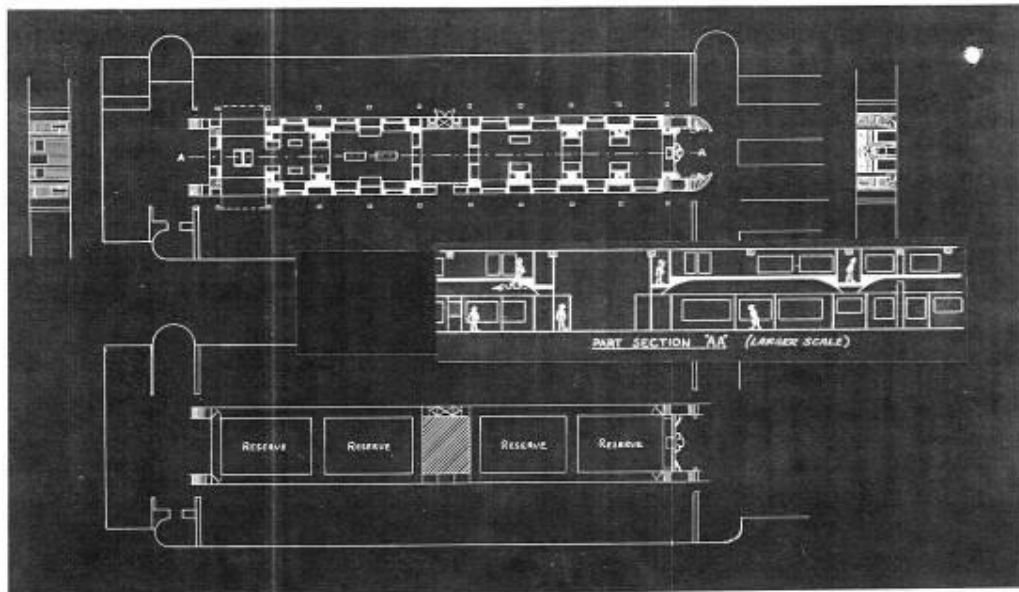 A
A
PART SECTION "AA" (LARGER SCALE)
RESERVE RESERVE RESERVE RESERVE